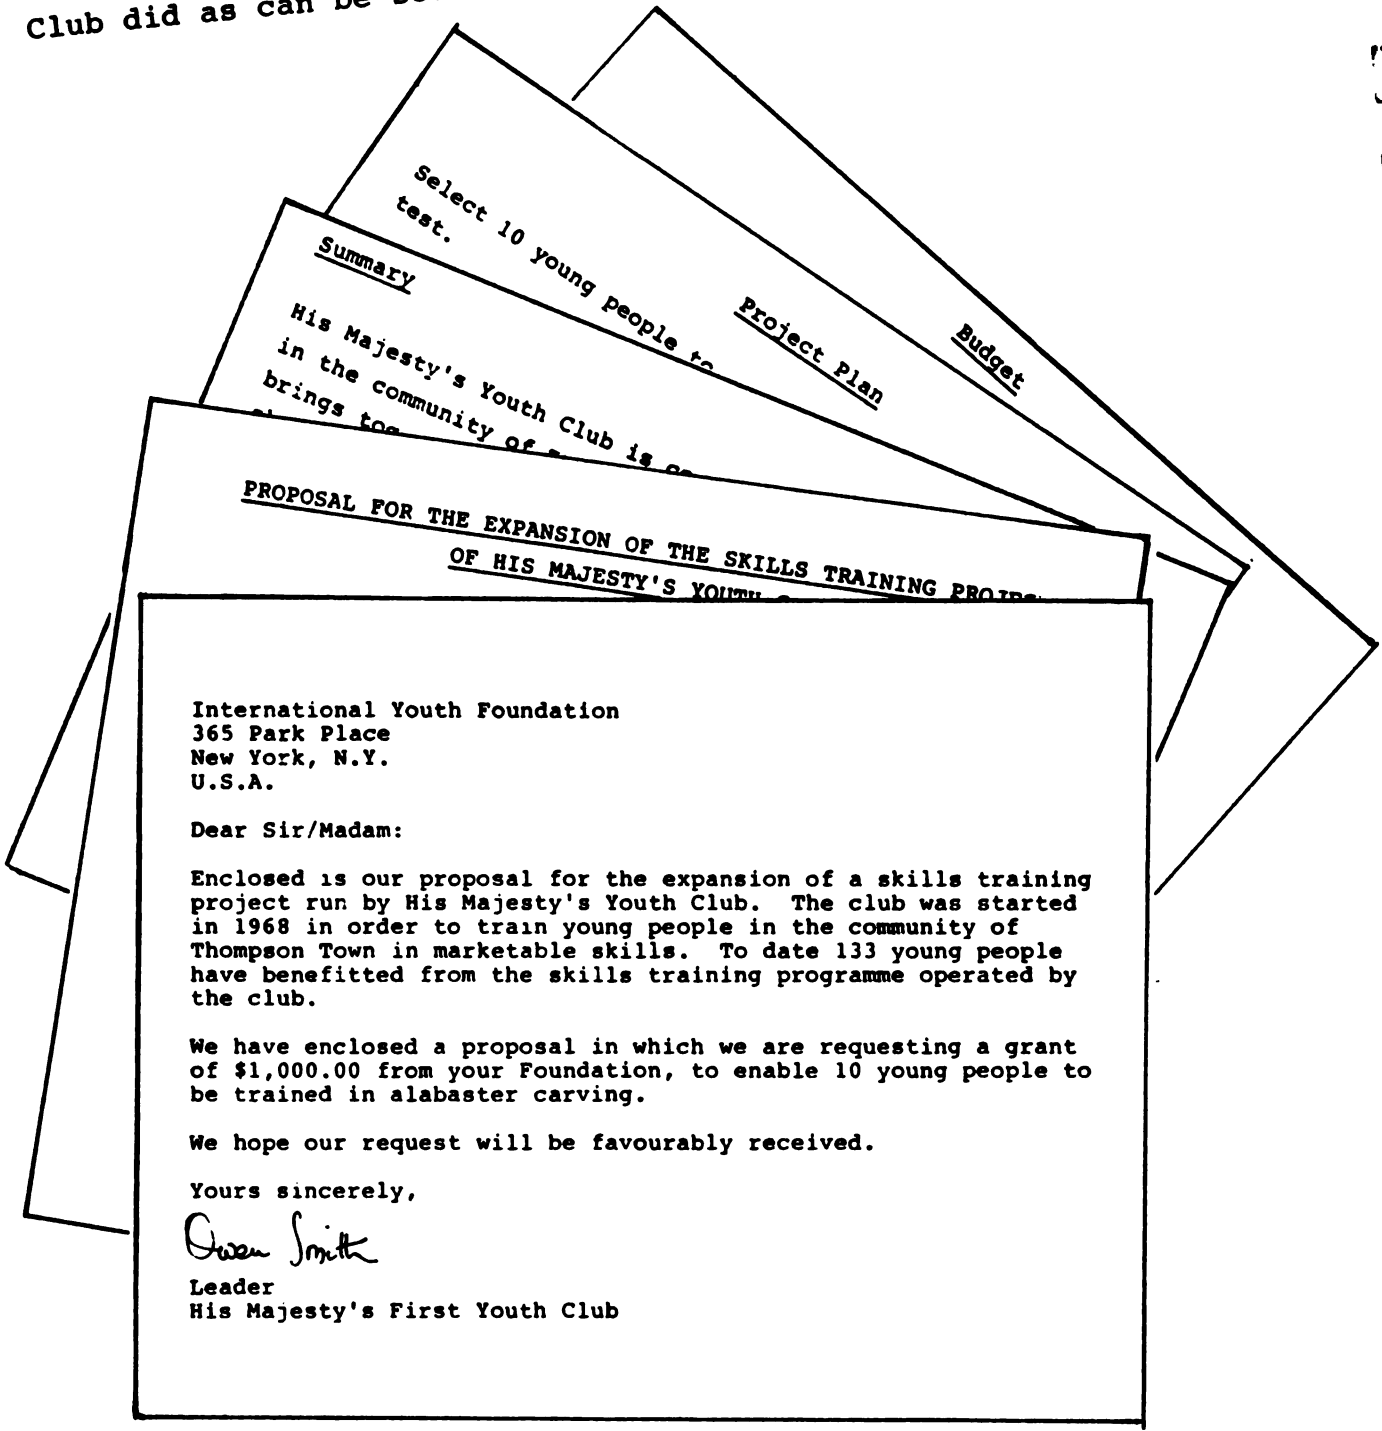 Club did as can be
Select 10 young people to
test.
Project Plan
Budget
Summary
His Majesty's Youth Club is
in the community of
brings
PROPOSAL FOR THE EXPANSION OF THE SKILLS TRAINING
OF HIS MAJESTY'S YOUTH
International Youth Foundation
365 Park Place
New York, N.Y.
U.S.A.
Dear Sir/Madam:
Enclosed is our proposal for the expansion of a skills training
project run by His Majesty's Youth Club. The club was started
in 1968 in order to train young people in the community of
Thompson Town in marketable skills. To date 133 young people
have benefitted from the skills training programme operated by
the club.
We have enclosed a proposal in which we are requesting a grant
of $1,000.00 from your Foundation, to enable 10 young people to
be trained in alabaster carving.
We hope our request will be favourably received.
Yours sincerely,
Owen Smith
Leader
His Majesty's First Youth Club